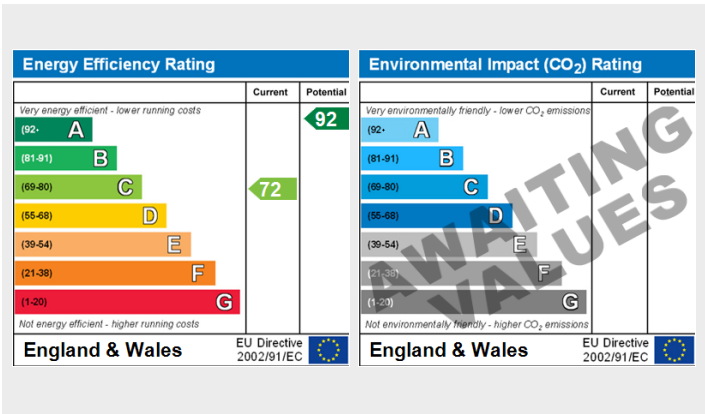 Energy Efficiency Rating
Current Potential
Very energy efficient - lower running costs
(92+ A
92
(81-91) B
(69-80) C
72
(55-68) D
(39-54) E
(21-38) F
(1-20) G
Not energy efficient - higher running costs
England & Wales
EU Directive
2002/91/EC
Environmental Impact (CO2) Rating
Current Potential
Very environmentally friendly - lower CO2 emissions
(92+ A
(81-91) B
(69-80) C
(55-68) D
(39-54) E
(21-38) F
(1-20) G
AWAITING
VALUES
Not environmentally friendly - higher CO2 emissions
England & Wales
EU Directive
2002/91/EC